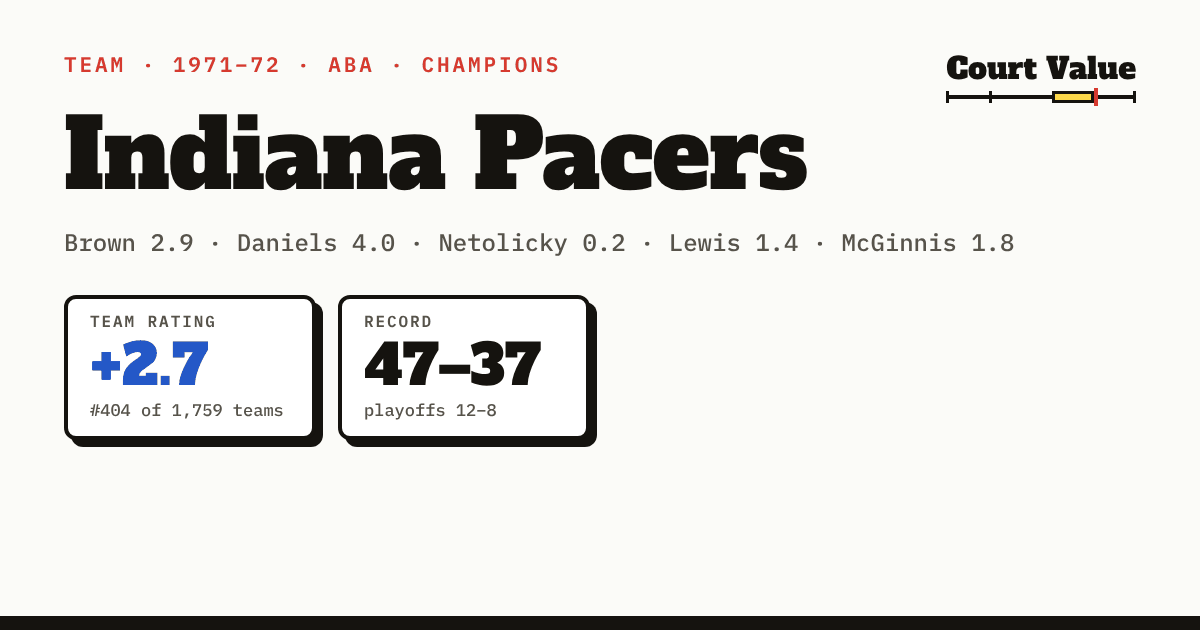 TEAM · 1971–72 · ABA · CHAMPIONS
Court Value
Indiana Pacers
Brown 2.9 · Daniels 4.0 · Netolicky 0.2 · Lewis 1.4 · McGinnis 1.8
TEAM RATING
+2.7
#404 of 1,759 teams
RECORD
47–37
playoffs 12–8